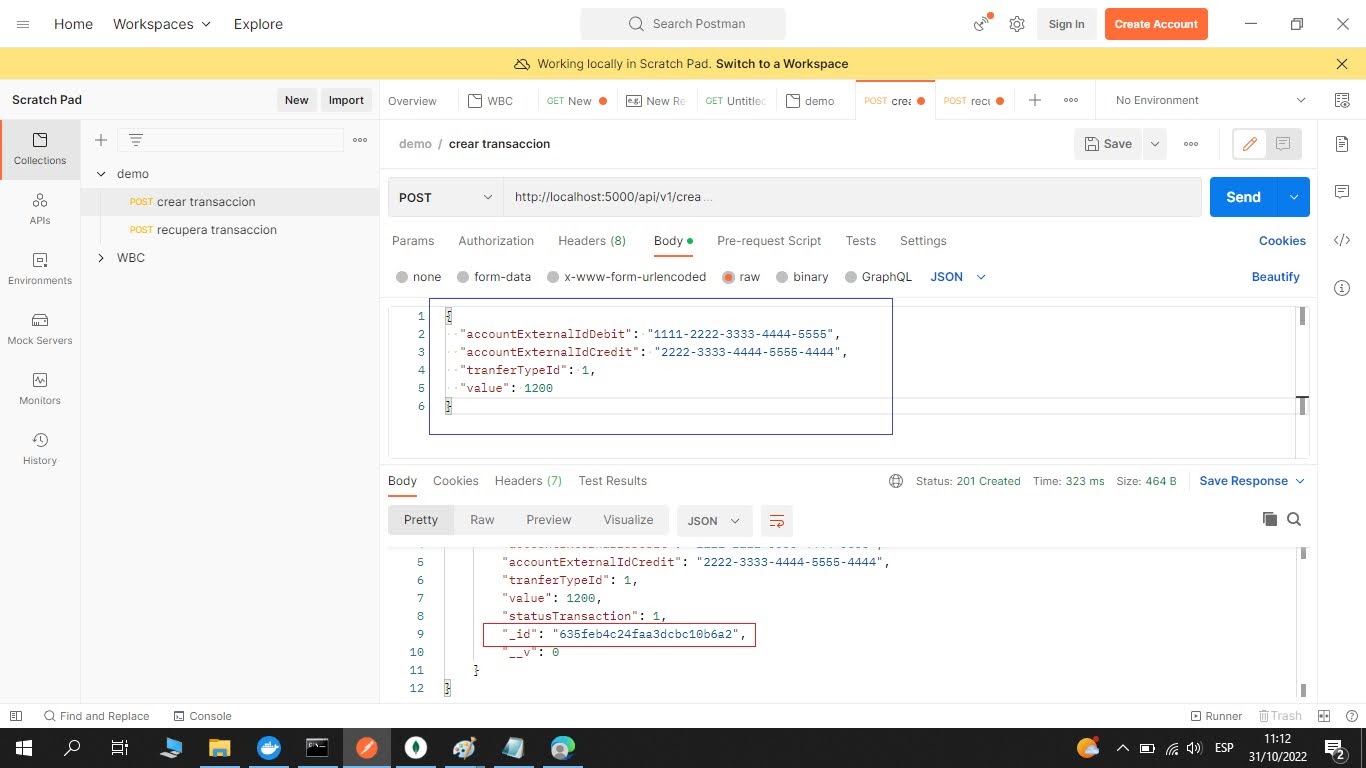 Home Workspaces Explore Search Postman Sign In Create Account
Working locally in Scratch Pad. Switch to a Workspace
Scratch Pad New Import Overview WBC GET New New Re GET Untitle demo POST crea POST recu No Environment
Collections
APIs
Environments
Mock Servers
Monitors
History
demo
POST crear transaccion
POST recupera transaccion
WBC
demo / crear transaccion Save
POST http://localhost:5000/api/v1/crea ... Send
Params Authorization Headers (8) Body Pre-request Script Tests Settings Cookies
none form-data x-www-form-urlencoded raw binary GraphQL JSON Beautify
1 {
2 "accountExternalIdDebit": "1111-2222-3333-4444-5555",
3 "accountExternalIdCredit": "2222-3333-4444-5555-4444",
4 "tranferTypeId": 1,
5 "value": 1200
6 }
Body Cookies Headers (7) Test Results Status: 201 Created Time: 323 ms Size: 464 B Save Response
Pretty Raw Preview Visualize JSON
5 "accountExternalIdCredit": "2222-3333-4444-5555-4444",
6 "tranferTypeId": 1,
7 "value": 1200,
8 "statusTransaction": 1,
9 "_id": "635feb4c24faa3dcbc10b6a2",
10 "__v": 0
11 }
12 }
Find and Replace Console Runner Trash
ESP 11:12
31/10/2022 2